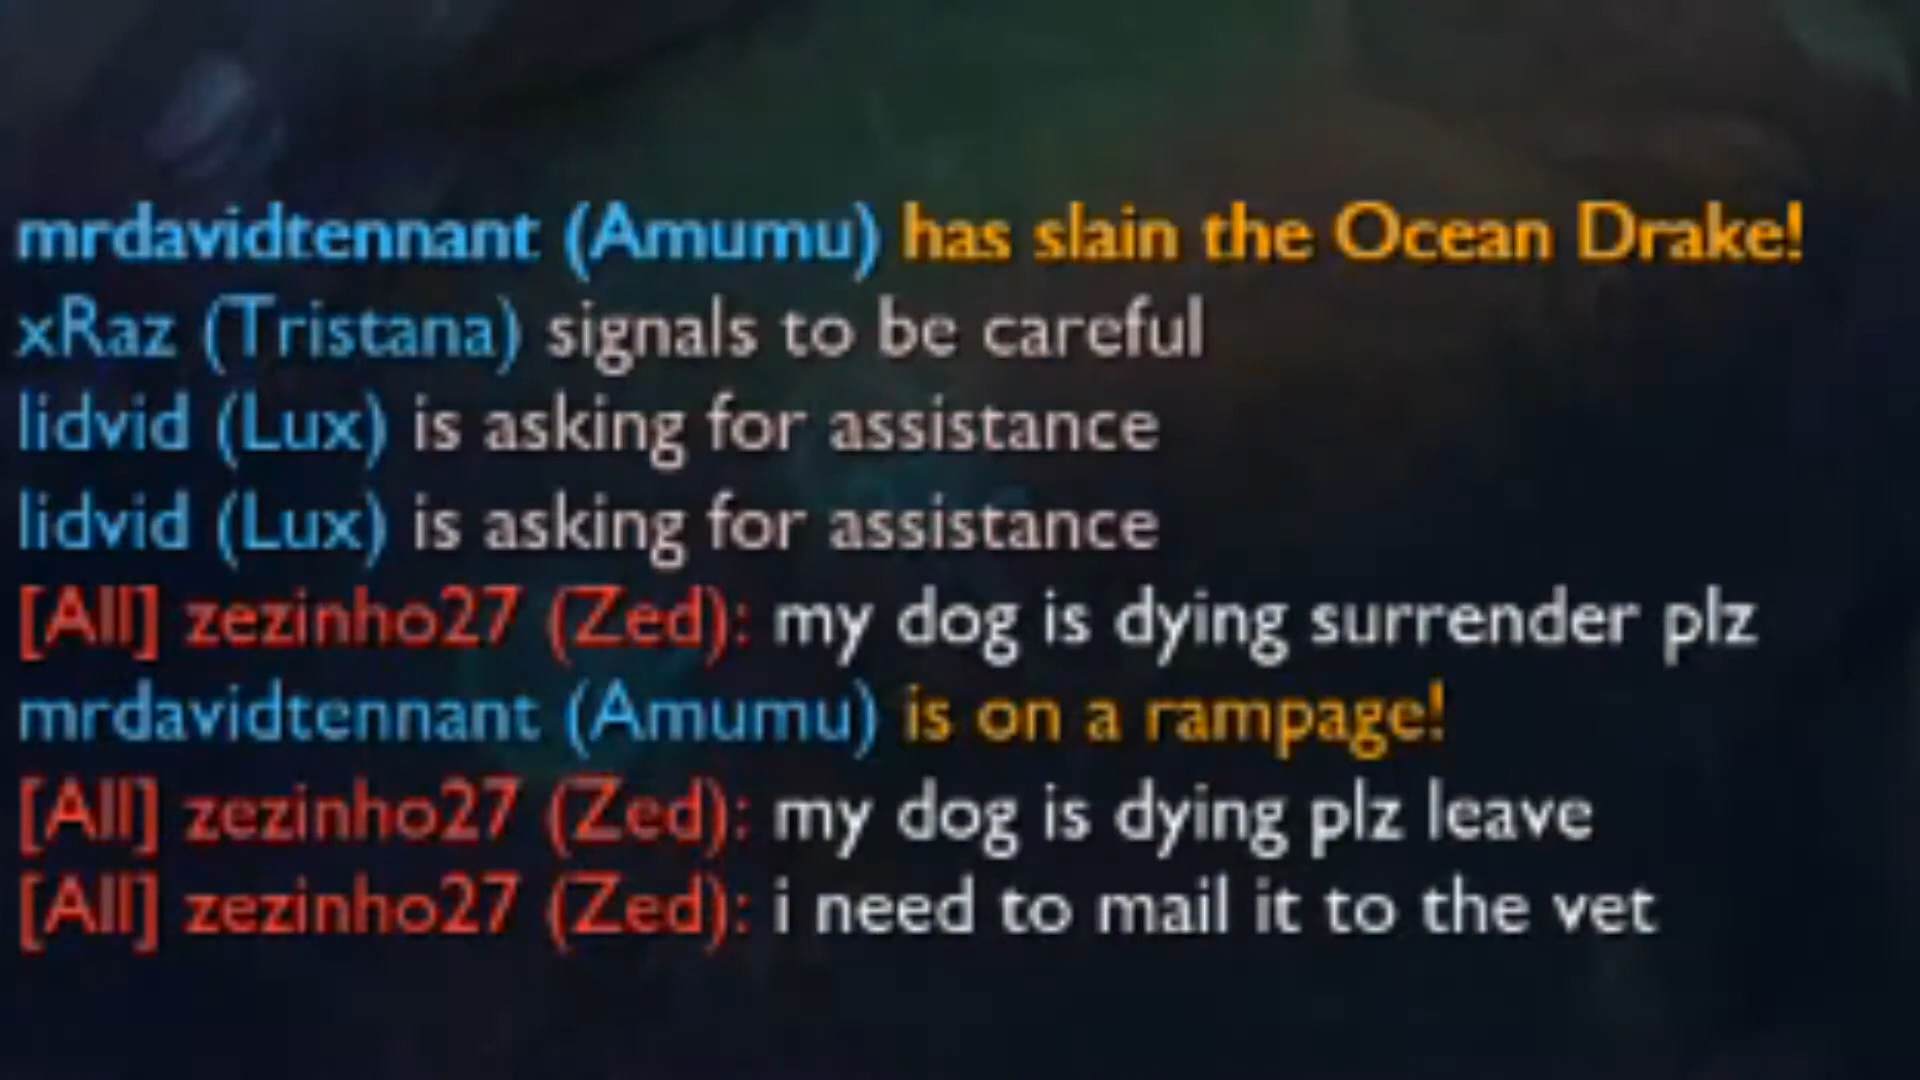 mrdavidtennant (Amumu) has slain the Ocean Drake!
xRaz (Tristana) signals to be careful
lidvid (Lux) is asking for assistance
lidvid (Lux) is asking for assistance
[All] zezinho27 (Zed): my dog is dying surrender plz
mrdavidtennant (Amumu) is on a rampage!
[All] zezinho27 (Zed): my dog is dying plz leave
[All] zezinho27 (Zed): i need to mail it to the vet